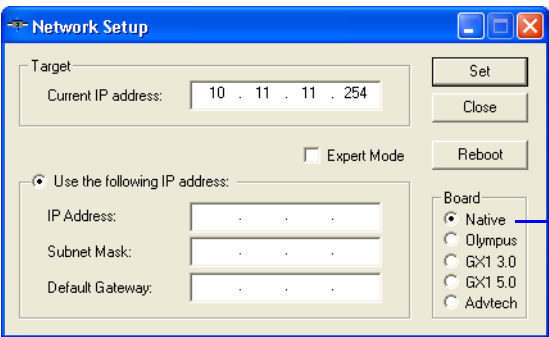 Network Setup
Target
Current IP address: 10 . 11 . 11 . 254
Set
Close
Expert Mode
Reboot
Use the following IP address:
IP Address: . . .
Subnet Mask: . . .
Default Gateway: . . .
Board
Native
Olympus
GX1 3.0
GX1 5.0
Advtech